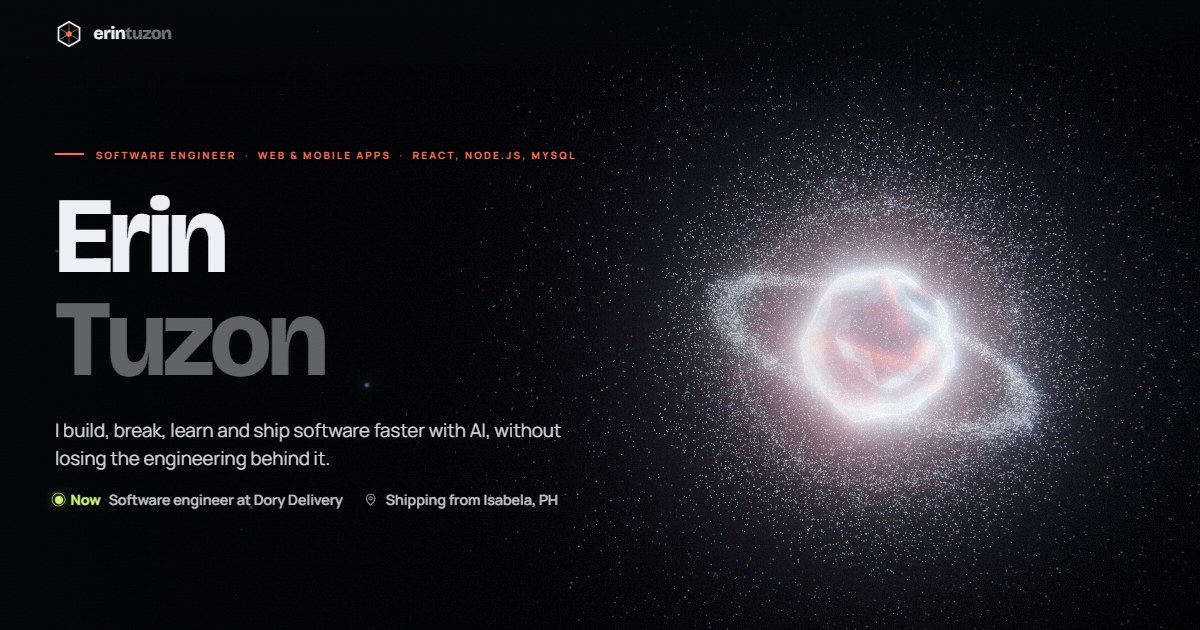 erintuzon
SOFTWARE ENGINEER · WEB & MOBILE APPS · REACT, NODE.JS, MYSQL
Erin
Tuzon
I build, break, learn and ship software faster with AI, without
losing the engineering behind it.
Now Software engineer at Dory Delivery Shipping from Isabela, PH